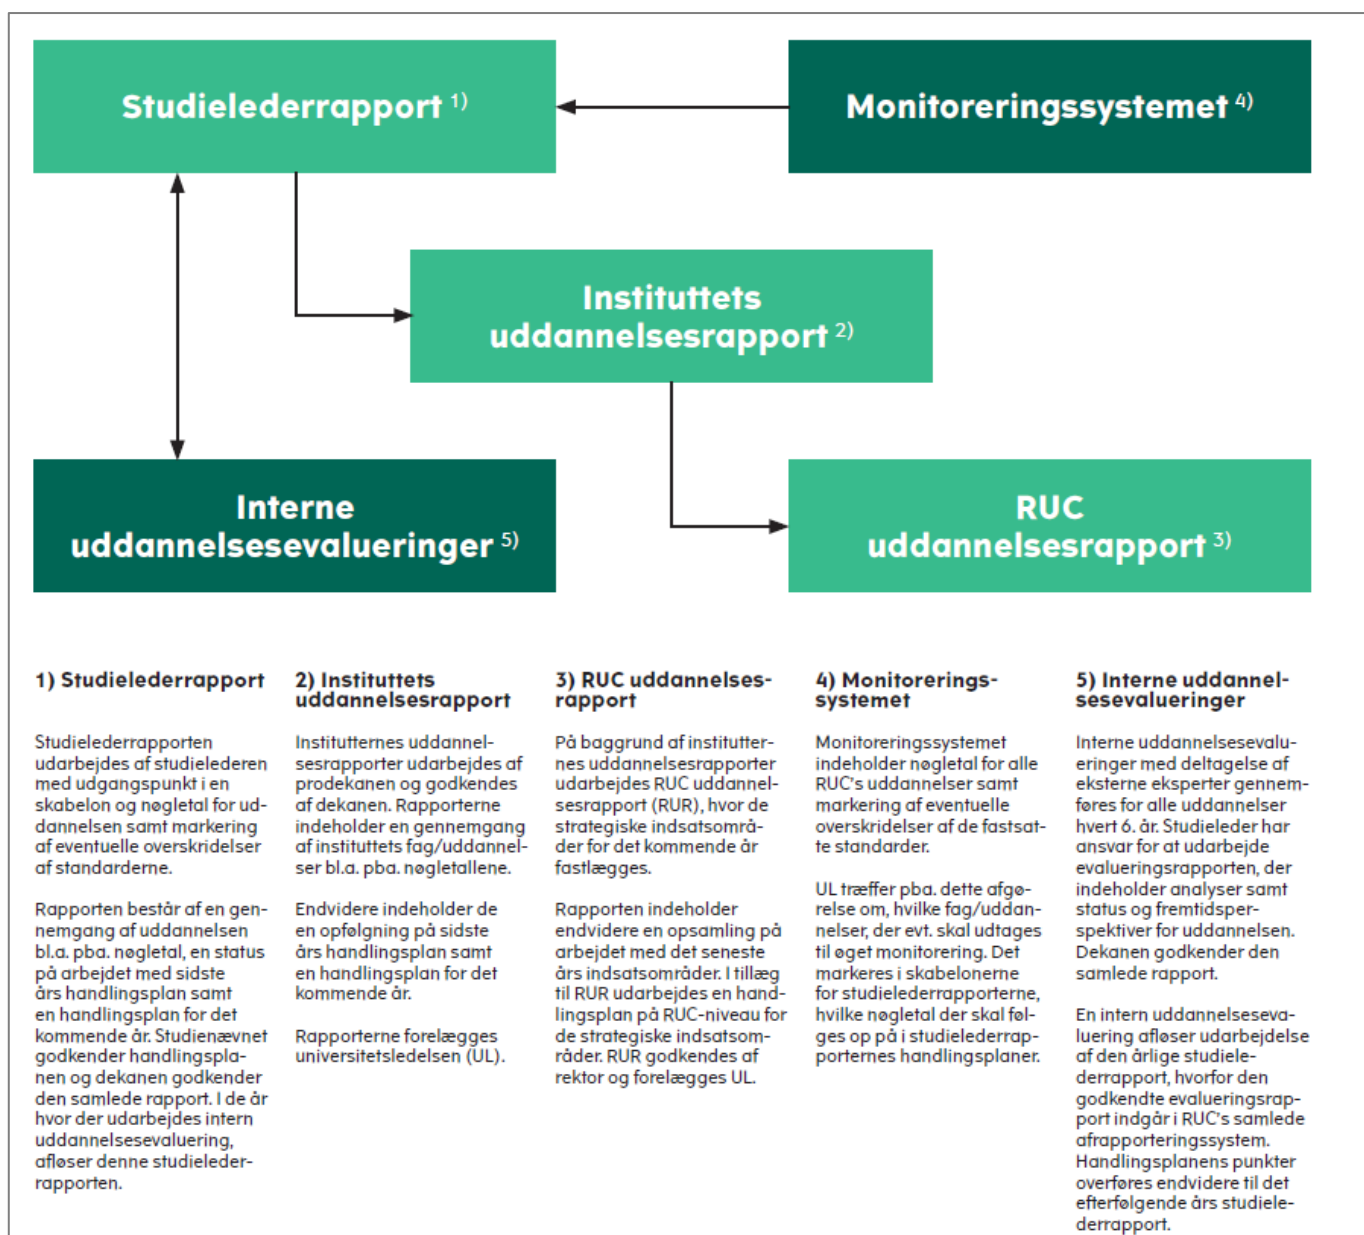 Studielederrapport 1)
Monitoreringssystemet 4)
Instituttets
uddannelsesrapport 2)
Interne
uddannelsesevalueringer 5)
RUC
uddannelsesrapport 3)
1) Studielederrapport
Studielederrapporten
udarbejdes af studielederen
med udgangspunkt i en
skabelon og nøgletal for ud-
dannelsen samt markering
af eventuelle overskridelser
af standarderne.
Rapporten består af en gen-
nemgang af uddannelsen
bl.a. pba. nøgletal, en status
på arbejdet med sidste
års handlingsplan samt
en handlingsplan for det
kommende år. Studienævnet
godkender handlingspla-
nen og dekanen godkender
den samlede rapport. I de år
hvor der udarbejdes intern
uddannelsesevaluering,
afløser denne studieleder-
rapporten.
2) Instituttets
uddannelsesrapport
Institutternes uddannel-
sesrapporter udarbejdes af
prodekanen og godkendes
af dekanen. Rapporterne
indeholder en gennemgang
af instituttets fag/uddannel-
ser bl.a. pba. nøgletallene.
Endvidere indeholder de
en opfølgning på sidste
års handlingsplan samt
en handlingsplan for det
kommende år.
Rapporterne forelægges
universitetsledelsen (UL).
3) RUC uddannelses-
rapport
På baggrund af institutter-
nes uddannelsesrapporter
udarbejdes RUC uddannel-
sesrapport (RUR), hvor de
strategiske indsatsområ-
der for det kommende år
fastlægges.
Rapporten indeholder
endvidere en opsamling på
arbejdet med det seneste
års indsatsområder. I tillæg
til RUR udarbejdes en hand-
lingsplan på RUC-niveau for
de strategiske indsatsom-
råder. RUR godkendes af
rektor og forelægges UL.
4) Monitorerings-
systemet
Monitoreringssystemet
indeholder nøgletal for alle
RUC's uddannelser samt
markering af eventuelle
overskridelser af de fastsat-
te standarder.
UL træffer pba. dette afgø-
relse om, hvilke fag/uddan-
nelser, der evt. skal udtages
til øget monitorering. Det
markeres i skabelonerne
for studielederrapporterne,
hvilke nøgletal der skal føl-
ges op på i studielederrap-
porternes handlingsplaner.
5) Interne uddannel-
sesevalueringer
Interne uddannelsesevalu-
eringer med deltagelse af
eksterne eksperter gennem-
føres for alle uddannelser
hvert 6. år. Studieleder har
ansvar for at udarbejde
evalueringsrapporten, der
indeholder analyser samt
status og fremtidsper-
spektiver for uddannelsen.
Dekanen godkender den
samlede rapport.
En intern uddannelseseva-
luering afløser udarbejdelse
af den årlige studiele-
derrapport, hvorfor den
godkendte evalueringsrap-
port indgår i RUC's samlede
afrapporteringssystem.
Handlingsplanens punkter
overføres endvidere til det
efterfølgende års studiele-
derrapport.